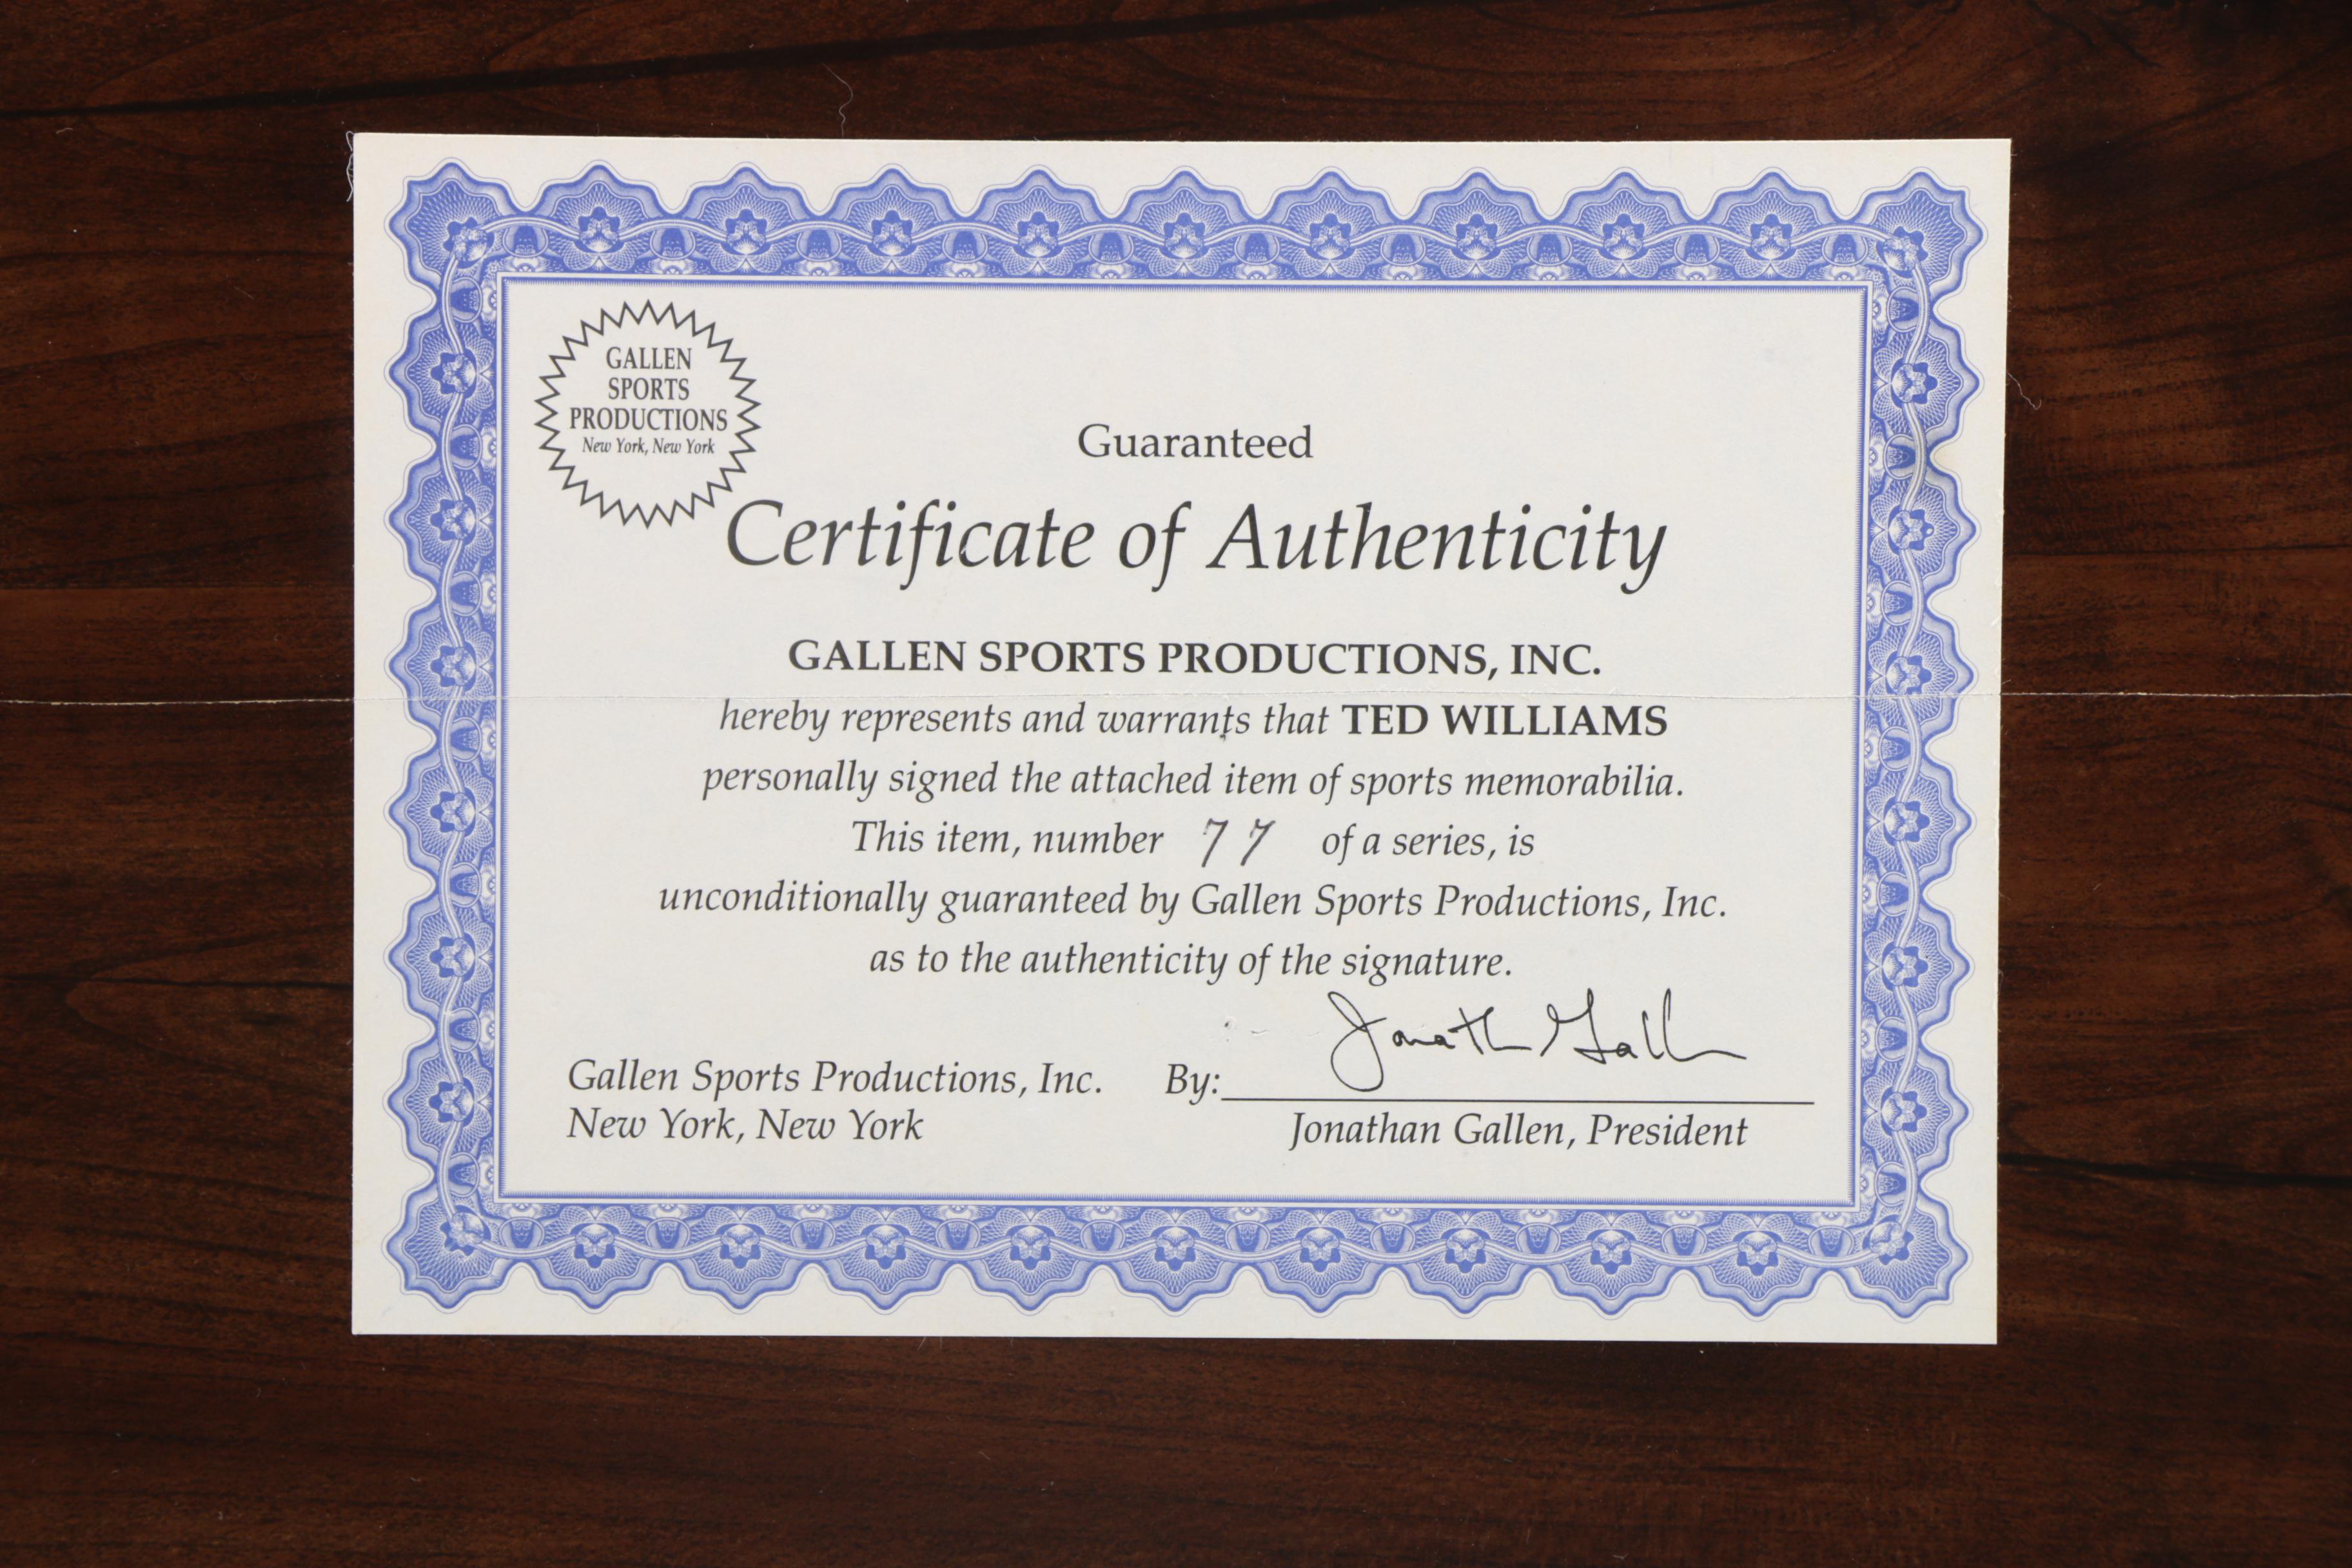 GALLEN
SPORTS
PRODUCTIONS
New York, New York
Guaranteed
Certificate of Authenticity
GALLEN SPORTS PRODUCTIONS, INC.
hereby represents and warrants that TED WILLIAMS
personally signed the attached item of sports memorabilia.
This item, number 77 of a series, is
unconditionally guaranteed by Gallen Sports Productions, Inc.
as to the authenticity of the signature.
Jonath Gall
Gallen Sports Productions, Inc. By:
New York, New York Jonathan Gallen, President